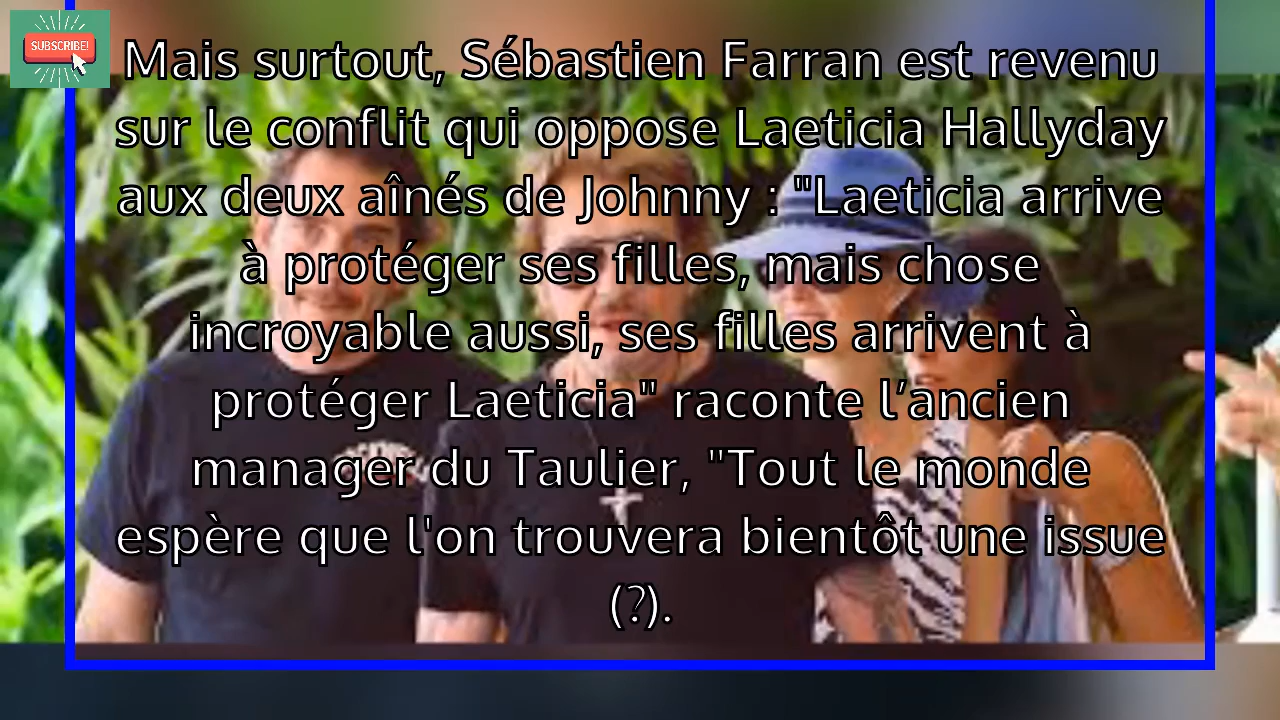 SUBSCRIBE!
Mais surtout, Sébastien Farran est revenu
sur le conflit qui oppose Laeticia Hallyday
aux deux aînés de Johnny : "Laeticia arrive
à protéger ses filles, mais chose
incroyable aussi, ses filles arrivent à
protéger Laeticia" raconte l’ancien
manager du Taulier, "Tout le monde
espère que l'on trouvera bientôt une issue
(?).